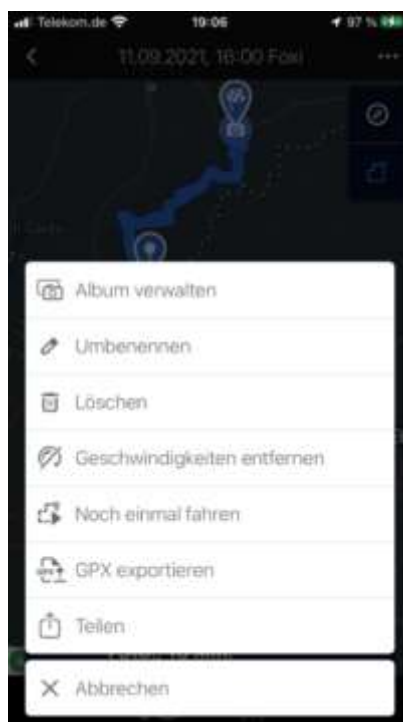 Telekom.de 19:06 97 %
11.09.2021, 16:00 Foxi
Album verwalten
Umbenennen
Löschen
Geschwindigkeiten entfernen
Noch einmal fahren
GPX exportieren
Teilen
Abbrechen